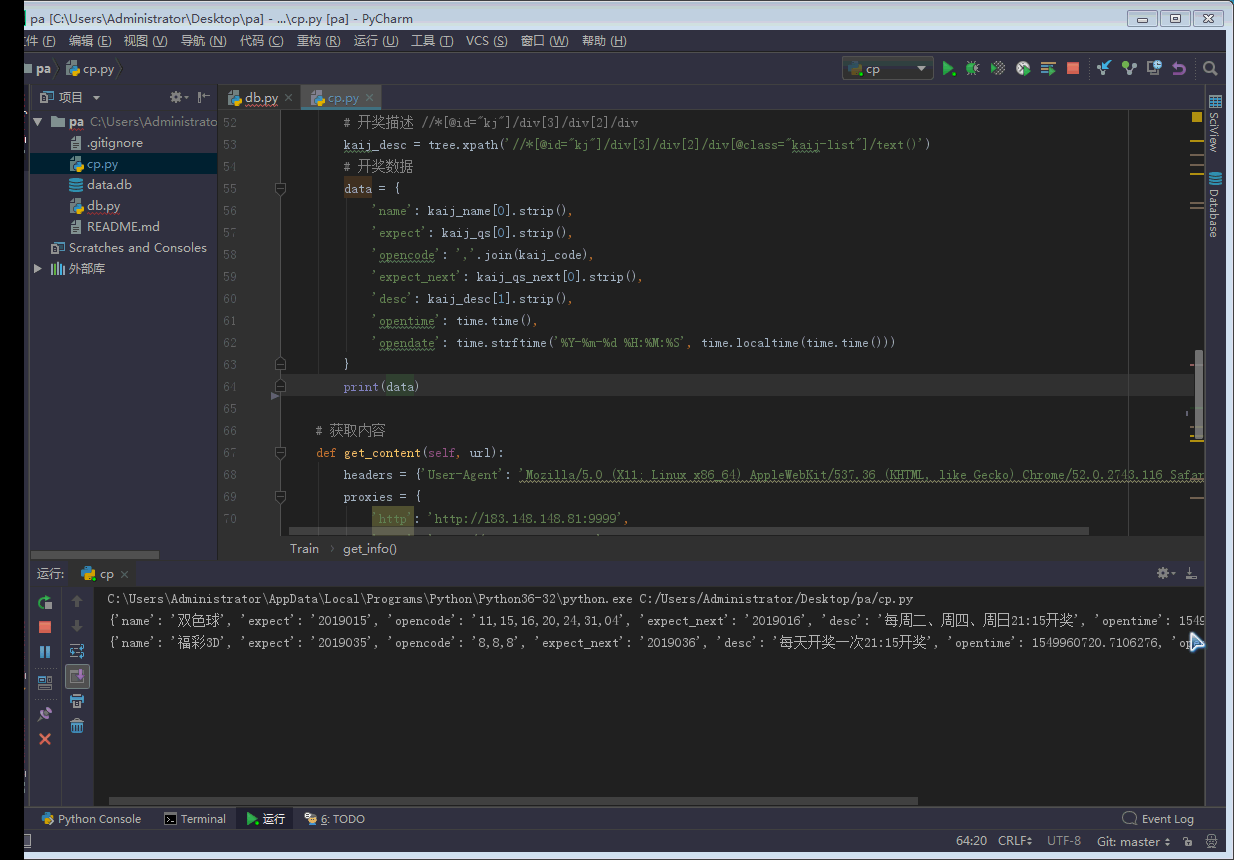 pa [C:\Users\Administrator\Desktop\pa] - ...\cp.py [pa] - PyCharm
件 (F) 编辑 (E) 视图 (V) 导航 (N) 代码 (C) 重构 (R) 运行 (U) 工具 (T) VCS (S) 窗口 (W) 帮助 (H)
pa cp.py cp
项目 db.py cp.py
pa C:\Users\Administrato
.gitignore
cp.py
data.db
db.py
README.md
Scratches and Consoles
外部库
52 # 开奖描述 //*[@id="kj"]/div[3]/div[2]/div
53 kaij_desc = tree.xpath('//*[@id="kj"]/div[3]/div[2]/div[@class="kaij-list"]/text()')
54 # 开奖数据
55 data = {
56 'name': kaij_name[0].strip(),
57 'expect': kaij_qs[0].strip(),
58 'opencode': ','.join(kaij_code),
59 'expect_next': kaij_qs_next[0].strip(),
60 'desc': kaij_desc[1].strip(),
61 'opentime': time.time(),
62 'opendate': time.strftime('%Y-%m-%d %H:%M:%S', time.localtime(time.time()))
63 }
64 print(data)
65
66 # 获取内容
67 def get_content(self, url):
68 headers = {'User-Agent': 'Mozilla/5.0 (X11; Linux x86_64) AppleWebKit/537.36 (KHTML, like Gecko) Chrome/52.0.2743.116 Safar
69 proxies = {
70 'http': 'http://183.148.148.81:9999',
Train get_info()
SciView
Database
运行: cp
C:\Users\Administrator\AppData\Local\Programs\Python\Python36-32\python.exe C:/Users/Administrator/Desktop/pa/cp.py
{'name': '双色球', 'expect': '2019015', 'opencode': '11,15,16,20,24,31,04', 'expect_next': '2019016', 'desc': '每周二、周四、周日21:15开奖', 'opentime': 1549
{'name': '福彩3D', 'expect': '2019035', 'opencode': '8,8,8', 'expect_next': '2019036', 'desc': '每天开奖一次21:15开奖', 'opentime': 1549960720.7106276, 'op
Python Console Terminal 运行 6: TODO Event Log
64:20 CRLF UTF-8 Git: master